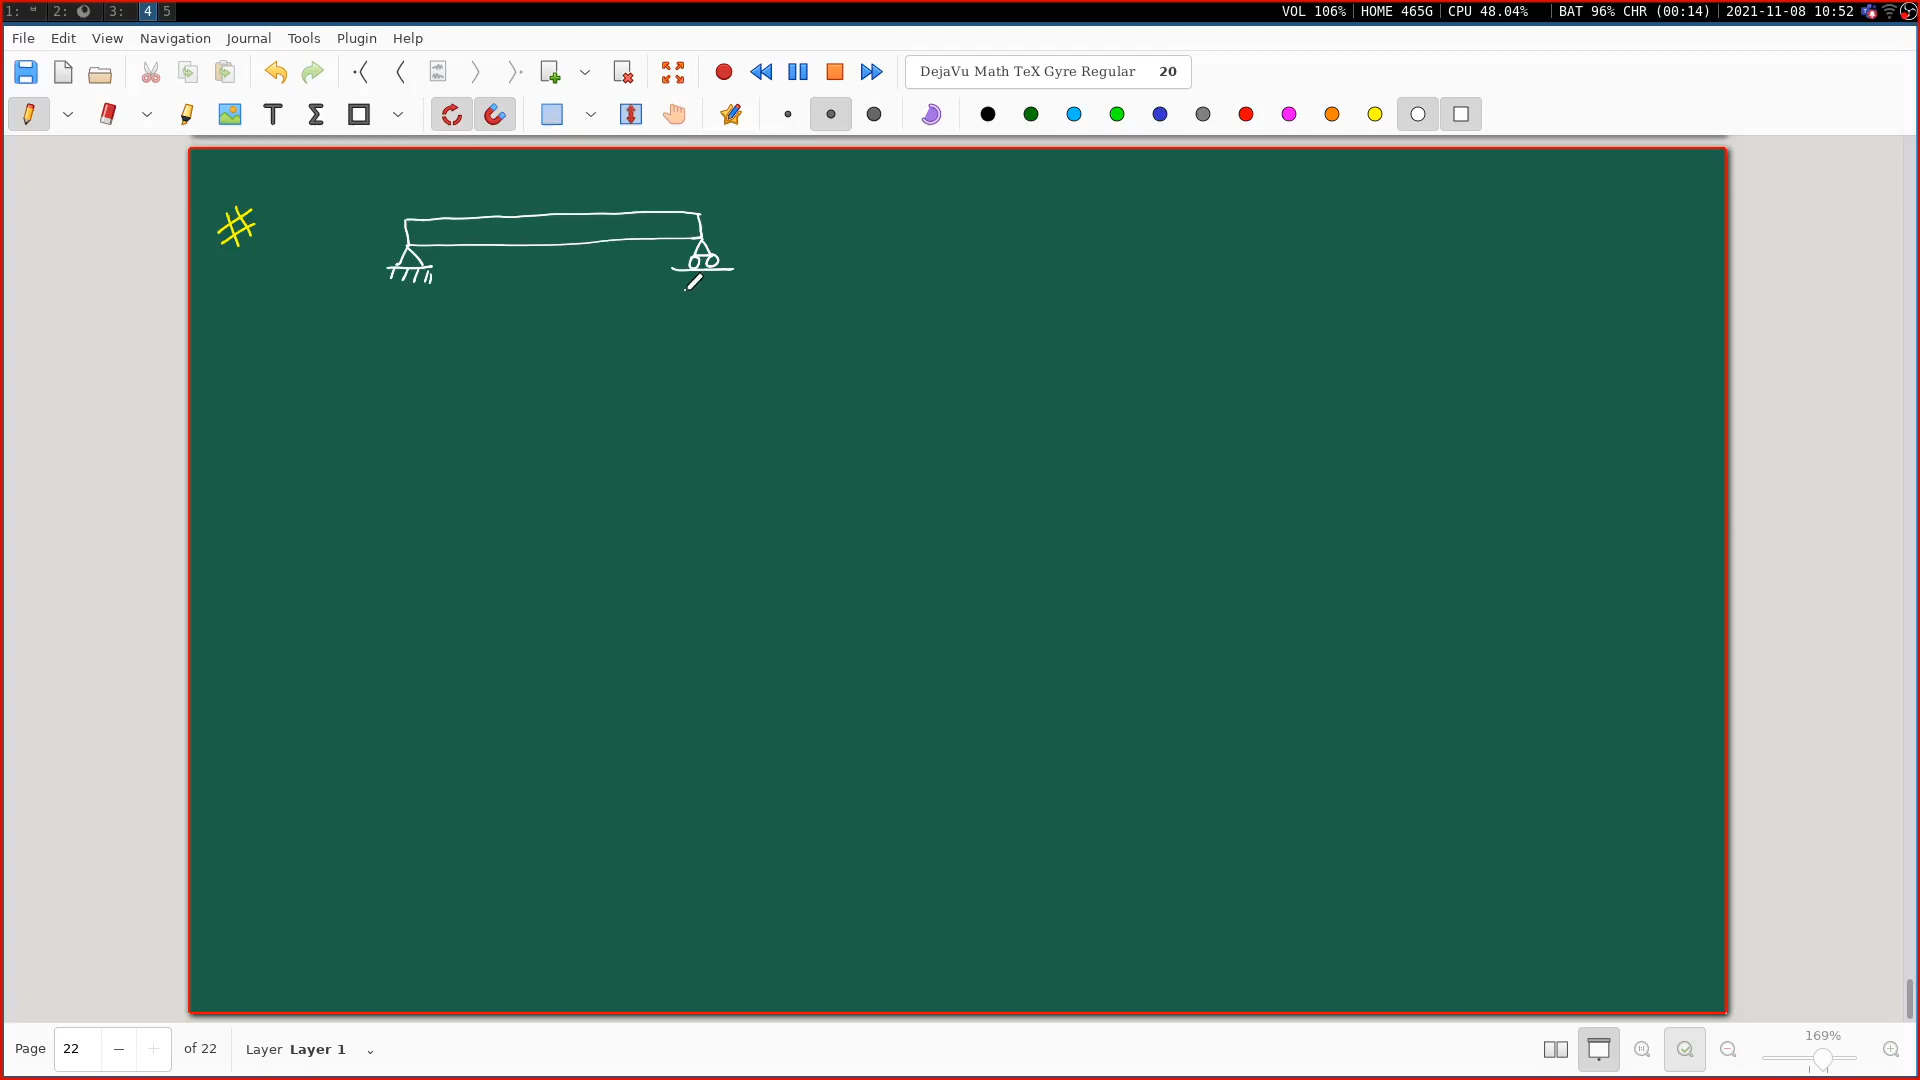 1: " 2: 3: 4 5 VOL 106% HOME 465G CPU 48.04% BAT 96% CHR (00:14) 2021-11-08 10:52
File Edit View Navigation Journal Tools Plugin Help
DejaVu Math TeX Gyre Regular 20
T Σ
#
Page 22 of 22 Layer Layer 1 169%